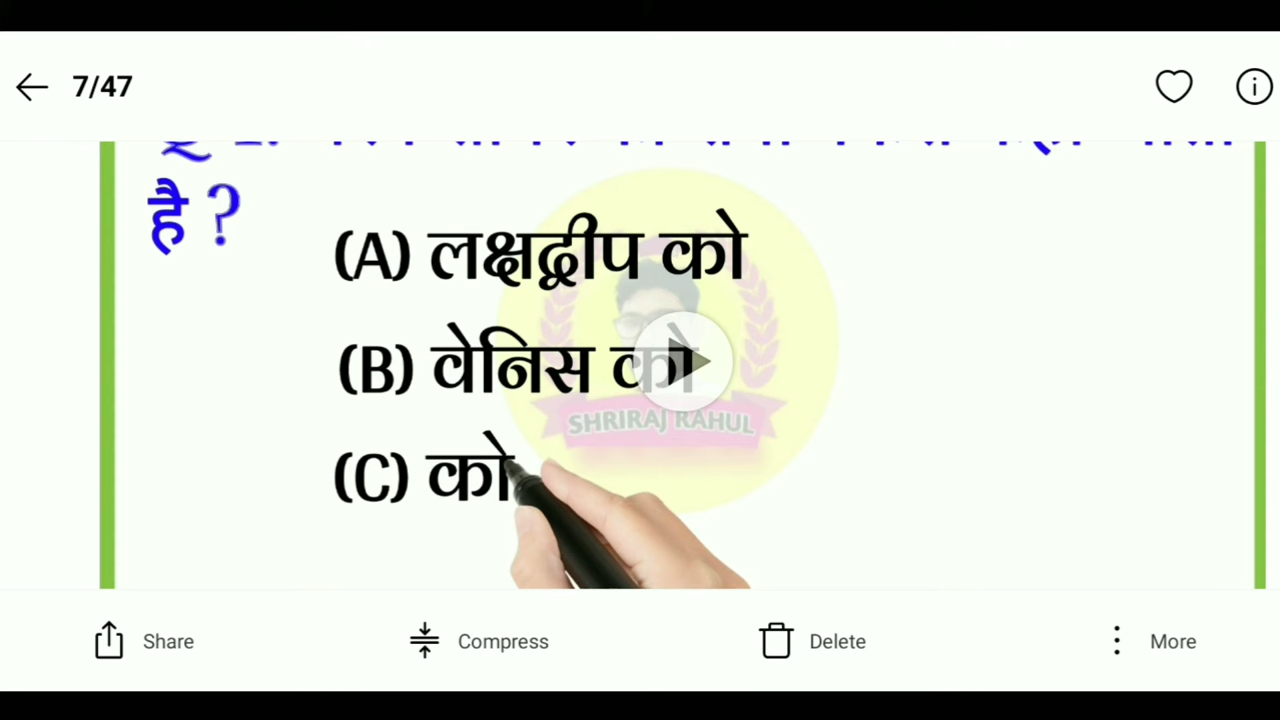 7/47
है ?
(A) लक्षद्वीप को
(B) वेनिस को
(C) को
SHRIRAJ RAHUL
Share
Compress
Delete
More